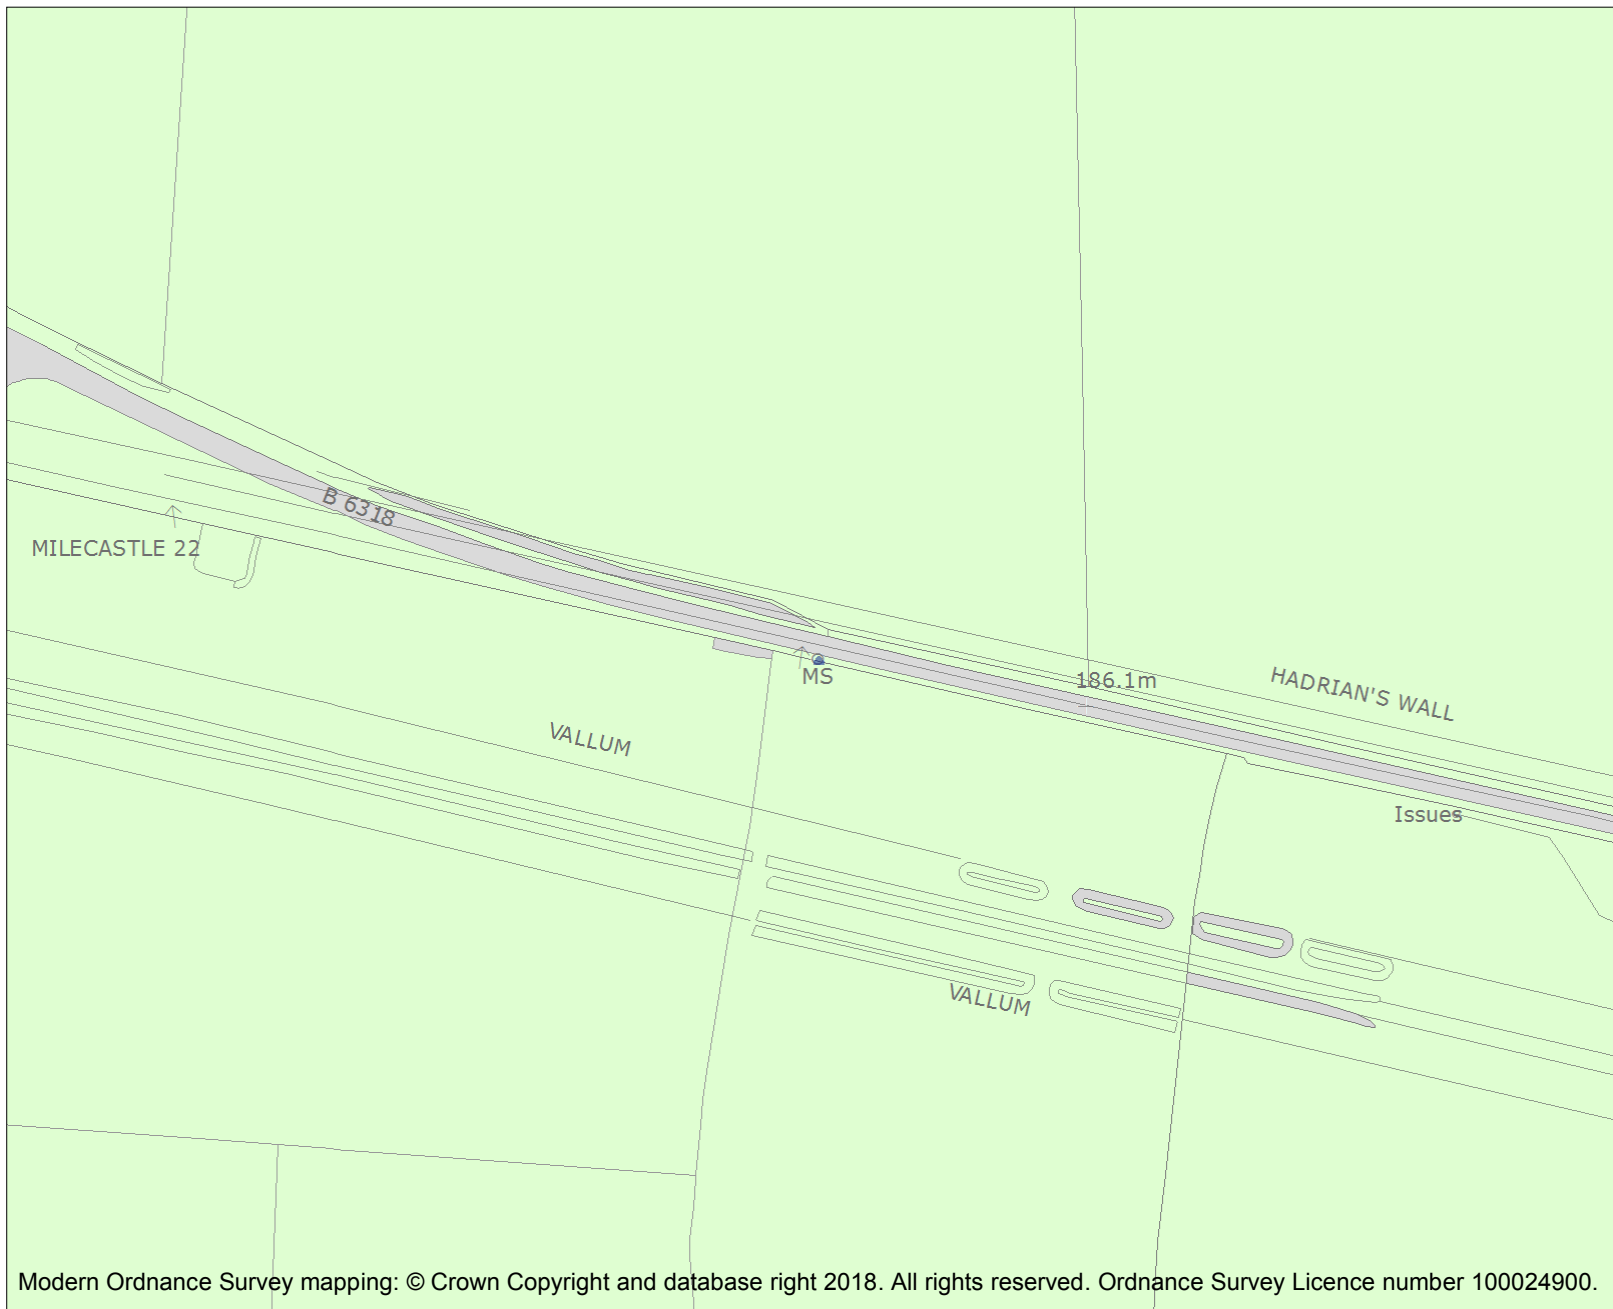 B 6318
MILECASTLE 22
MS
186.1m
HADRIAN'S WALL
VALLUM
Issues
VALLUM
Modern Ordnance Survey mapping: © Crown Copyright and database right 2018. All rights reserved. Ordnance Survey Licence number 100024900.